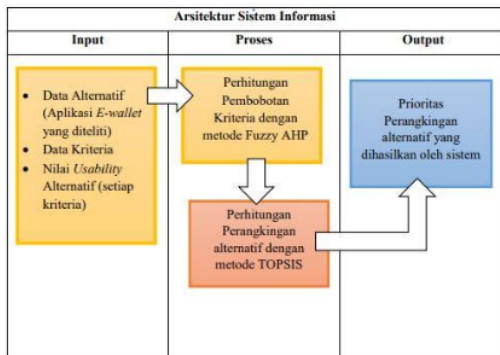 Arsitektur Sistem Informasi
Input
Proses
Output
• Data Alternatif
(Aplikasi E-wallet
yang diteliti)
• Data Kriteria
• Nilai Usability
Alternatif (setiap
kriteria)
Perhitungan
Pembobotan
Kriteria dengan
metode Fuzzy AHP
Perhitungan
Perangkingan
alternatif dengan
metode TOPSIS
Prioritas
Perangkingan
alternatif yang
dihasilkan oleh sistem